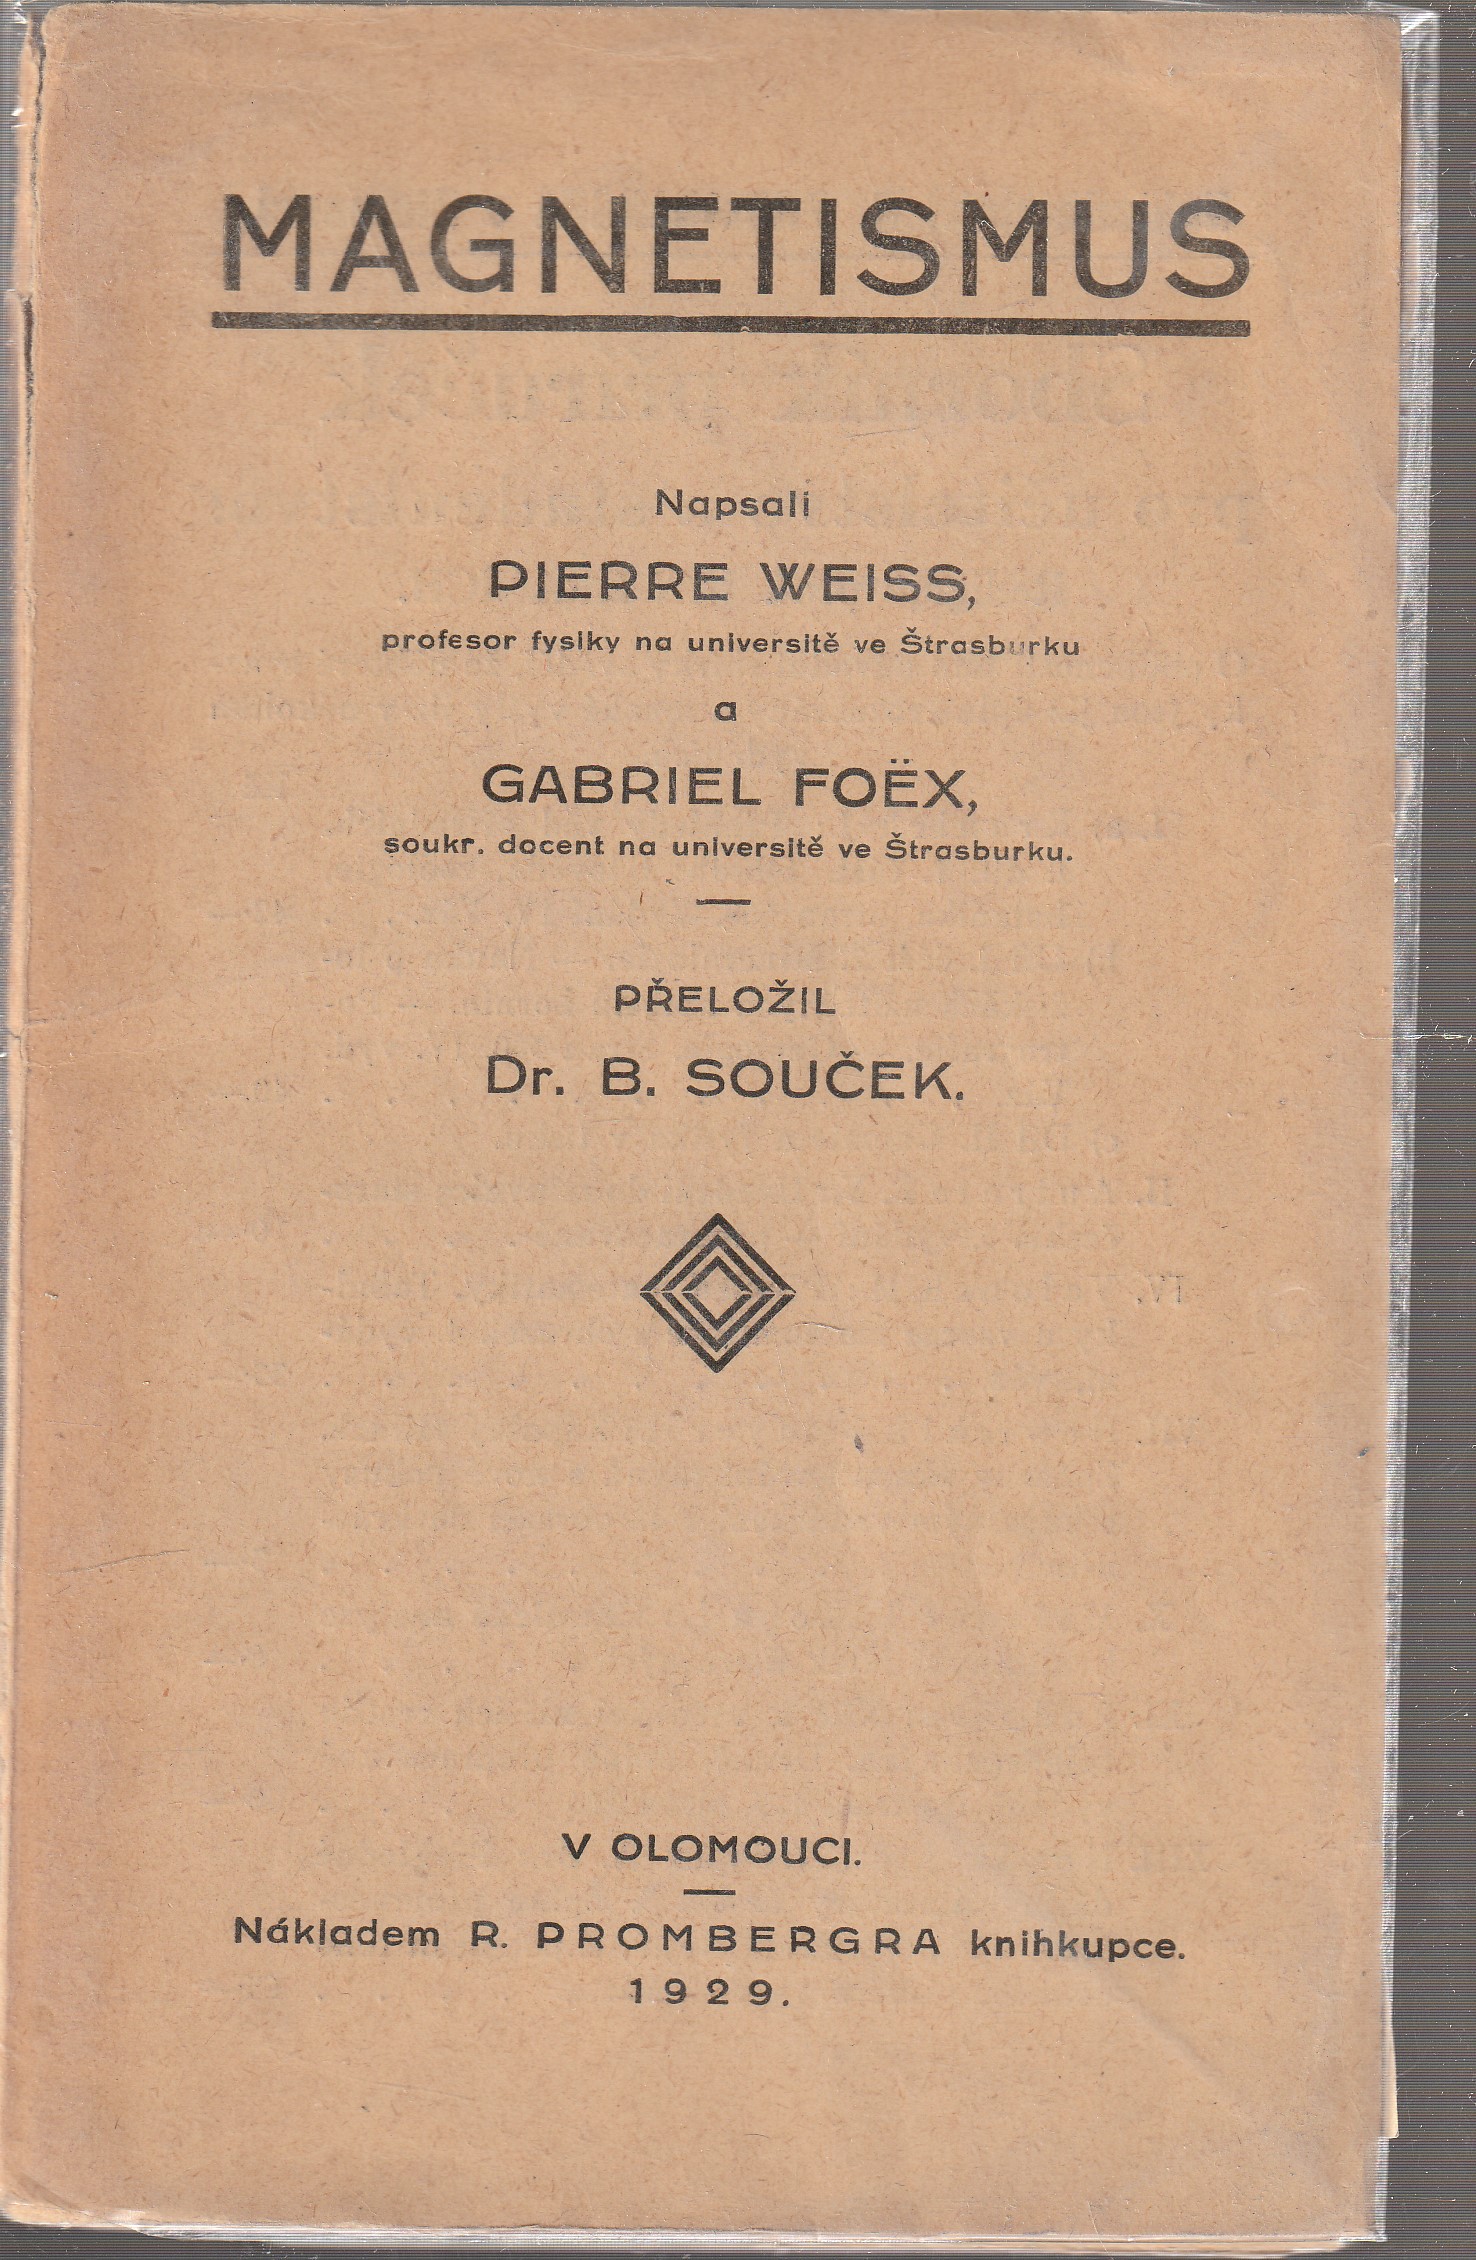 MAGNETISMUS
Napsali
PIERRE WEISS,
profesor fysiky na universitě ve Štrasburku
a
GABRIEL FOËX,
soukr. docent na universitě ve Štrasburku.
PŘELOŽIL
Dr. B. SOUČEK.
V OLOMOUCI.
Nákladem R. PROMBERGRA knihkupce.
1929.